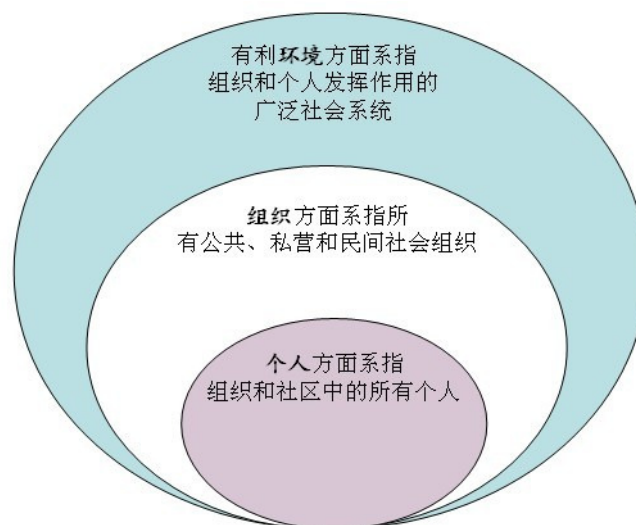 有利环境方面系指
组织和个人发挥作用的
广泛社会系统
组织方面系指所
有公共、私营和民间社会组织
个人方面系指
组织和社区中的所有个人